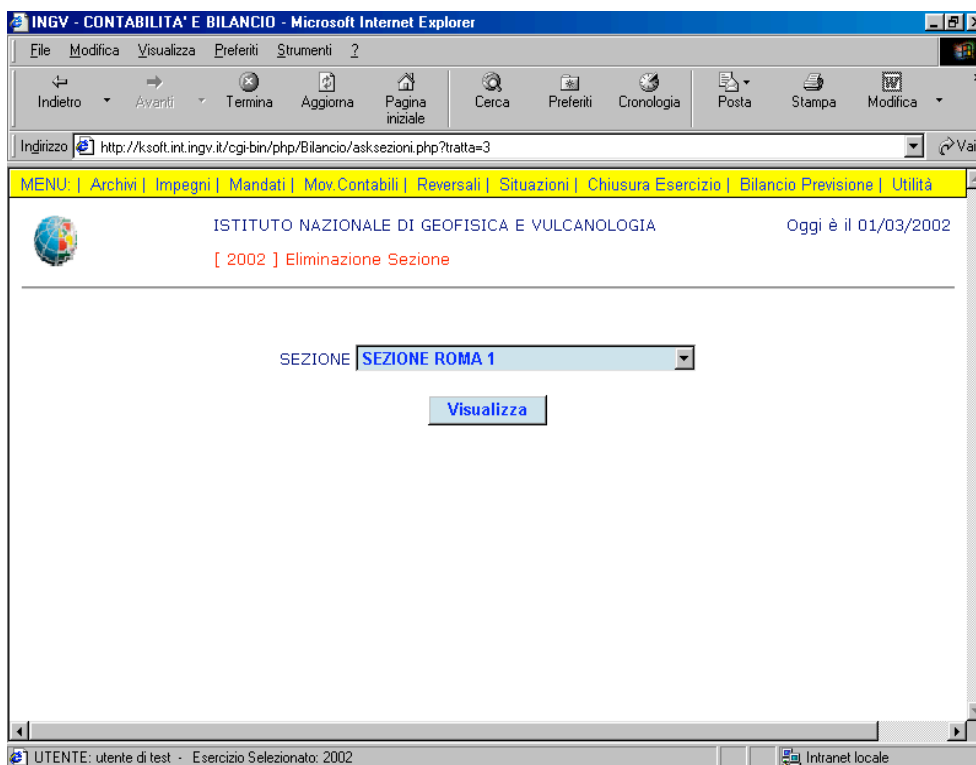 INGV - CONTABILITA' E BILANCIO - Microsoft Internet Explorer
File Modifica Visualizza Preferiti Strumenti ?
Indietro Avanti Termina Aggiorna Pagina iniziale Cerca Preferiti Cronologia Posta Stampa Modifica
Indirizzo http://ksoft.int.ingv.it/cgi-bin/php/Bilancio/asksezioni.php?tratta=3 Vai
MENU: | Archivi | Impegni | Mandati | Mov.Contabili | Reversali | Situazioni | Chiusura Esercizio | Bilancio Previsione | Utilità
ISTITUTO NAZIONALE DI GEOFISICA E VULCANOLOGIA Oggi è il 01/03/2002
[ 2002 ] Eliminazione Sezione
SEZIONE SEZIONE ROMA 1
Visualizza
UTENTE: utente di test - Esercizio Selezionato: 2002 Intranet locale